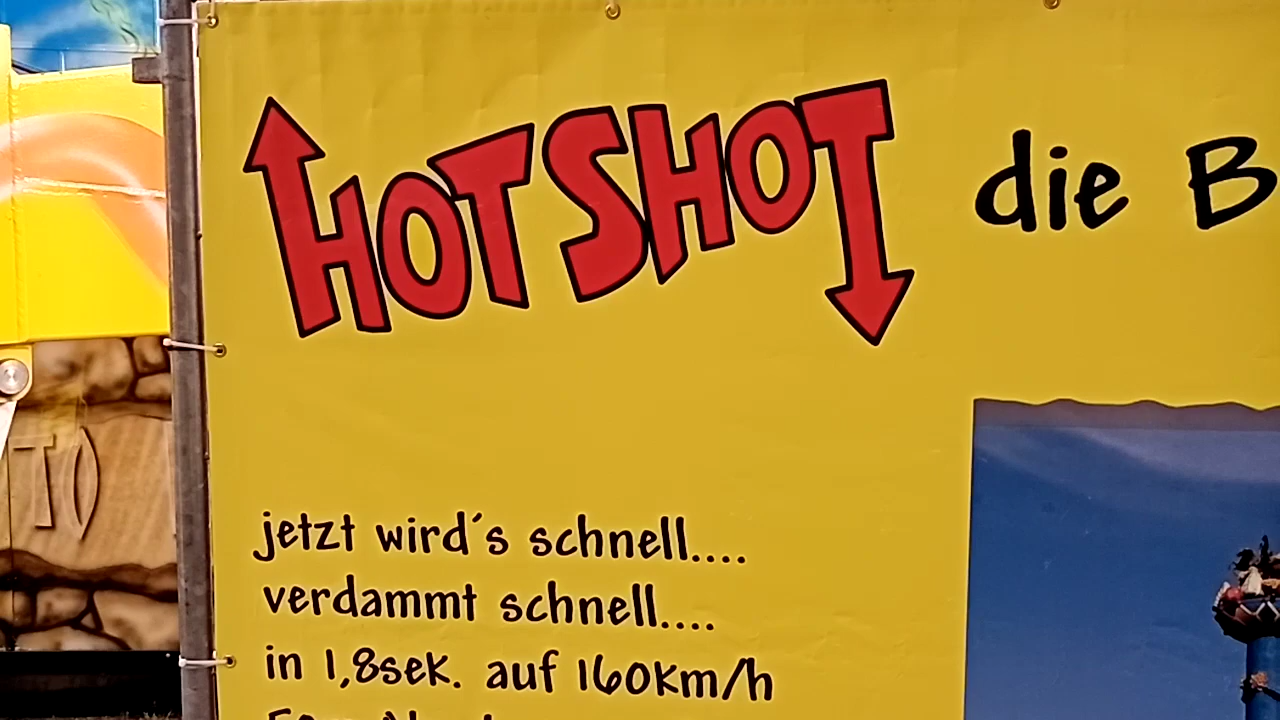 HOTSHOT die B
jetzt wird´s schnell....
verdammt schnell....
in 1,8sek. auf 160km/h